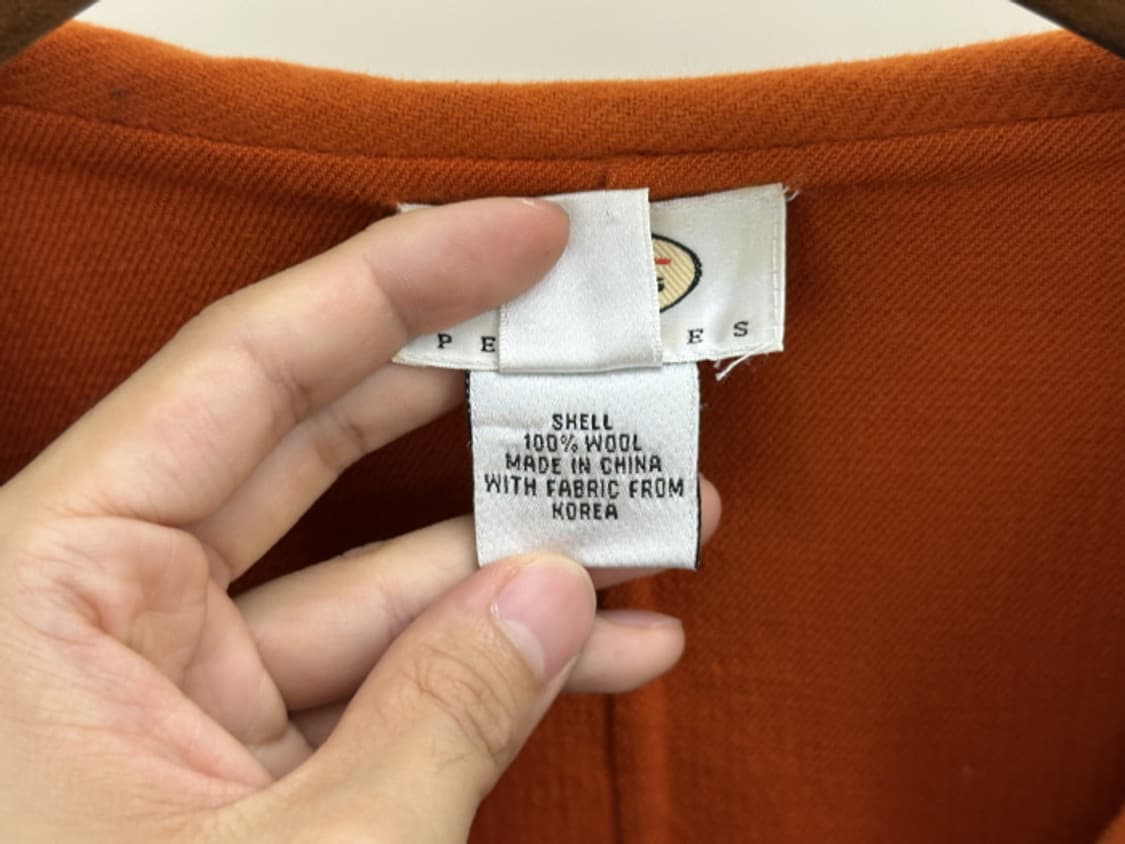 P E E S
SHELL
100% WOOL
MADE IN CHINA
WITH FABRIC FROM
KOREA